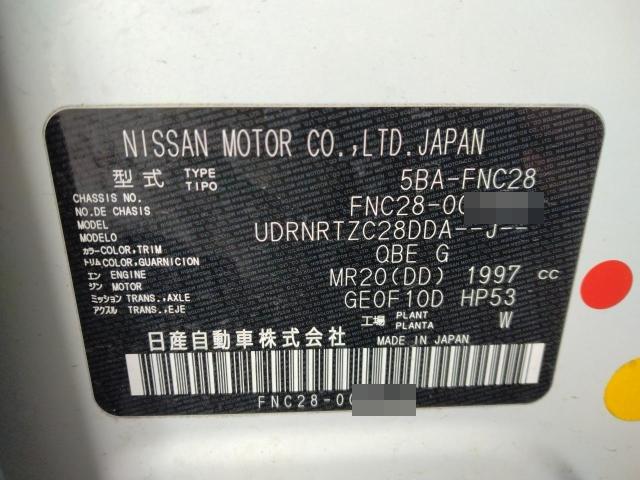 NISSAN MOTOR CO.,LTD.JAPAN
型式 TYPE TIPO 5BA-FNC28
CHASSIS NO. NO.DE CHASIS FNC28-00
MODEL MODELO UDRNRTZC28DDA--J--
カラー COLOR,TRIM トリム COLOR,GUARNICION QBE G
エン ジン ENGINE MOTOR MR20(DD) 1997 cc
ミッション TRANS.,AXLE アクスル TRANS.,EJE GE0F10D HP53
工場 PLANT PLANTA W
日産自動車株式会社 MADE IN JAPAN
FNC28-0